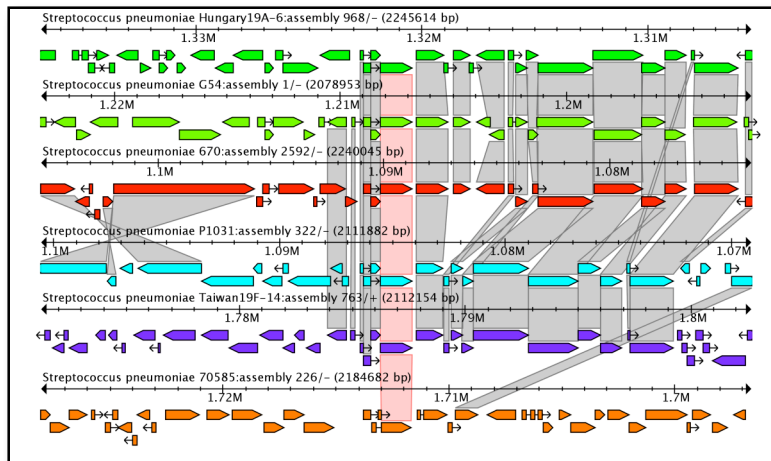 Streptococcus pneumoniae Hungary19A-6:assembly 968/- (2245614 bp)
1.33M 1.32M 1.31M
Streptococcus pneumoniae G54:assembly 1/- (2078953 bp)
1.22M 1.21M 1.2M
Streptococcus pneumoniae 670:assembly 2592/- (2240045 bp)
1.1M 1.09M 1.08M
Streptococcus pneumoniae P1031:assembly 322/- (2111882 bp)
1.1M 1.09M 1.08M 1.07M
Streptococcus pneumoniae Taiwan19F-14:assembly 763/+ (2112154 bp)
1.78M 1.79M 1.8M
Streptococcus pneumoniae 70585:assembly 226/- (2184682 bp)
1.72M 1.71M 1.7M